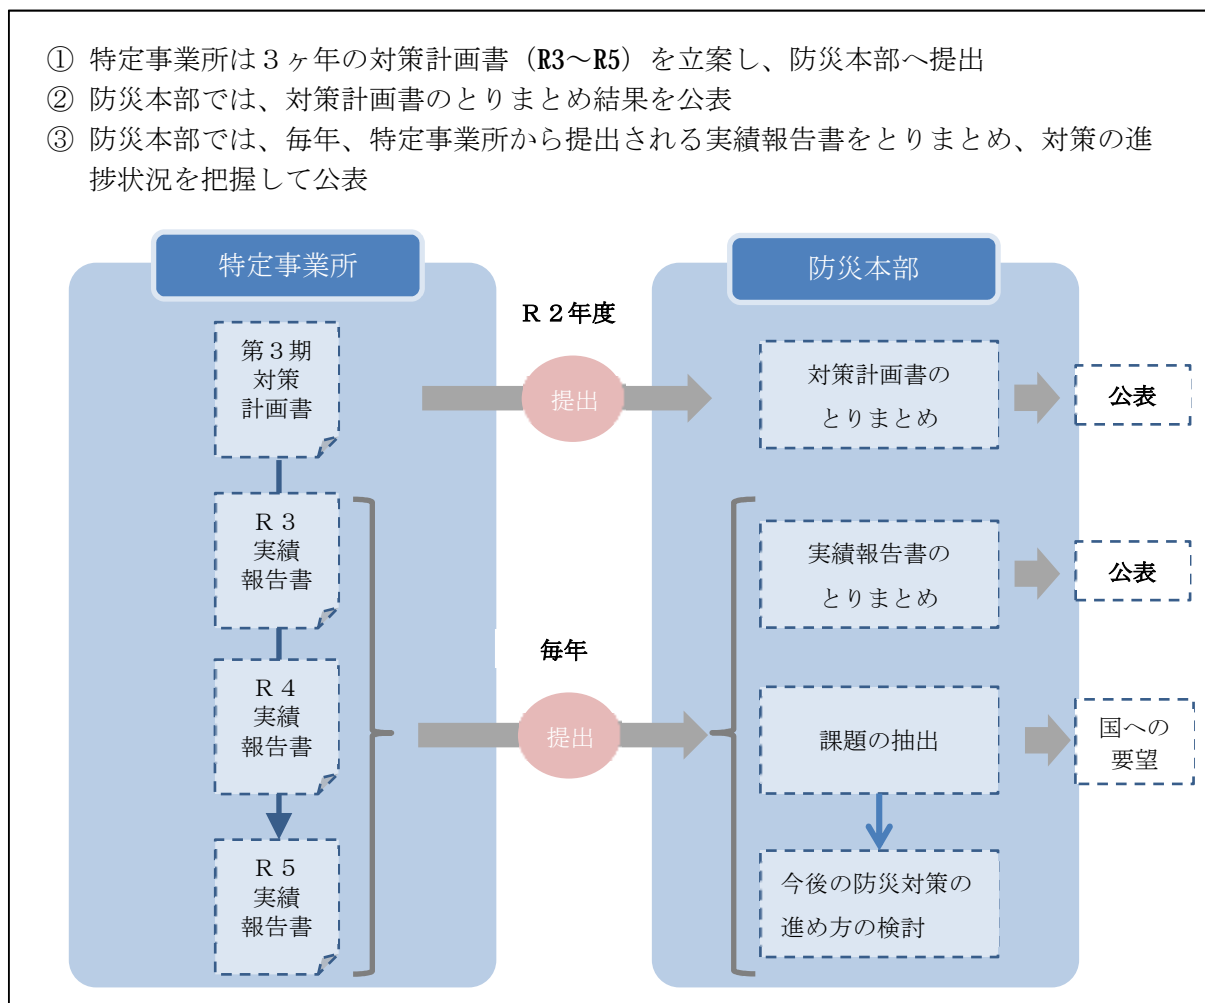 ① 特定事業所は３ヶ年の対策計画書（R3～R5）を立案し、防災本部へ提出
② 防災本部では、対策計画書のとりまとめ結果を公表
③ 防災本部では、毎年、特定事業所から提出される実績報告書をとりまとめ、対策の進
捗状況を把握して公表
特定事業所
防災本部
Ｒ２年度
第３期
対策
計画書
提出
対策計画書の
とりまとめ
公表
Ｒ３
実績
報告書
実績報告書の
とりまとめ
公表
毎年
Ｒ４
実績
報告書
提出
課題の抽出
国への
要望
Ｒ５
実績
報告書
今後の防災対策の
進め方の検討